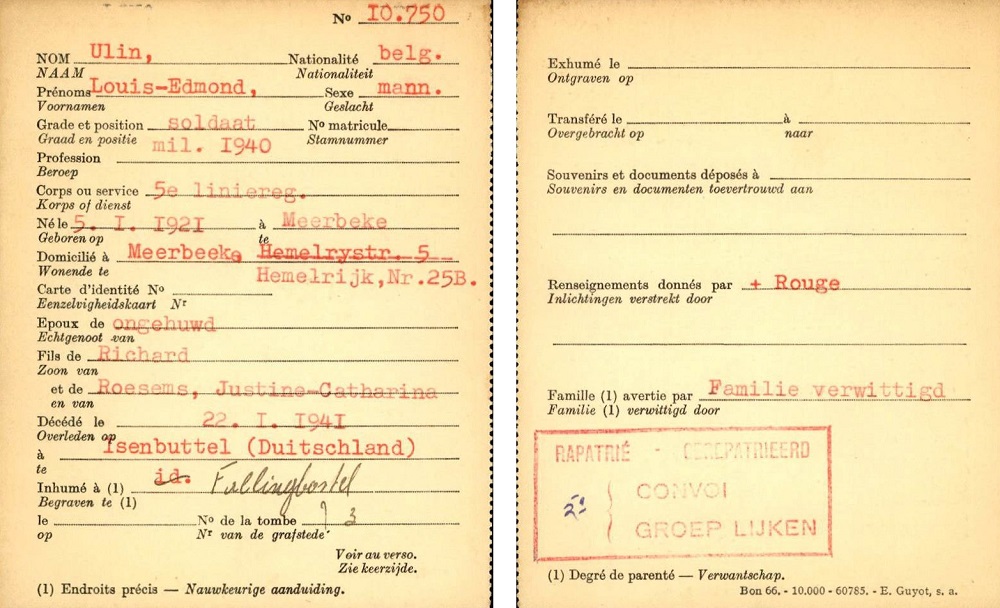 Nº 10.750
NOM Ulin, Nationalité belg.
NAAM Nationaliteit
Prénoms Louis-Edmond, Sexe mann.
Voornamen Geslacht
Grade et position soldaat Nº matricule
Graad en positie mil. I940 Stamnummer
Profession
Beroep
Corps ou service 5e liniereg.
Korps of dienst
Né le 5. I. I92I à Meerbeke
Geboren op te
Domicilié à Meerbeeke Hemelrystr. 5
Wonende te Hemelrijk,Nr.25B.
Carte d'identité Nº
Eenzelvigheidskaart Nr
Epoux de ongehuwd
Echtgenoot van
Fils de Richard
Zoon van
et de Roesems, Justine-Catharina
en van
Décédé le 22. I. I94I
Overleden op
à Isenbuttel (Duitschland)
te
Inhumé à (1) id. Fallingbostel
Begraven te (1)
le Nº de la tombe 3
op Nr van de grafstede
Voir au verso.
Zie keerzijde.
(1) Endroits précis — Nauwkeurige aanduiding.
Exhumé le
Ontgraven op
Transféré le à
Overgebracht op naar
Souvenirs et documents déposés à
Souvenirs en documenten toevertrouwd aan
Renseignements donnés par + Rouge
Inlichtingen verstrekt door
Famille (1) avertie par Familie verwittigd
Familie (1) verwittigd door
RAPATRIÉ - GEREPATRIEERD
CONVOI
GROEP LIJKEN
(1) Degré de parenté — Verwantschap.
Bon 66. - 10.000 - 60785. - E. Guyot, s. a.